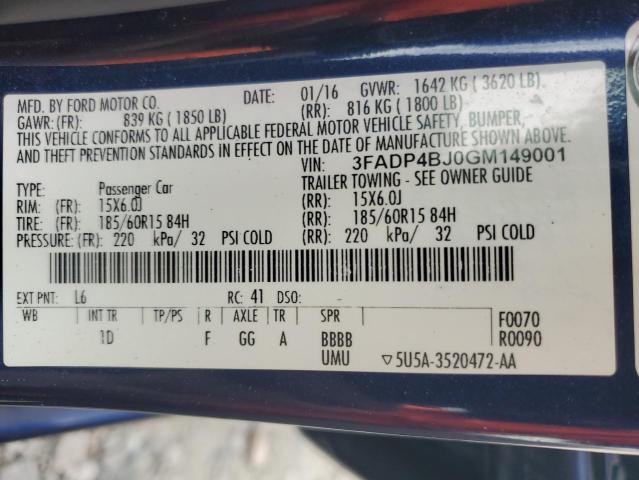 MFD. BY FORD MOTOR CO. DATE: 01/16 GVWR: 1642 KG ( 3620 LB)
GAWR: (FR): 839 KG ( 1850 LB) (RR): 816 KG ( 1800 LB)
THIS VEHICLE CONFORMS TO ALL APPLICABLE FEDERAL MOTOR VEHICLE SAFETY, BUMPER,
AND THEFT PREVENTION STANDARDS IN EFFECT ON THE DATE OF MANUFACTURE SHOWN ABOVE.
VIN: 3FADP4BJ0GM149001
TYPE: Passenger Car TRAILER TOWING - SEE OWNER GUIDE
RIM: (FR): 15X6.0J (RR): 15X6.0J
TIRE: (FR): 185/60R15 84H (RR): 185/60R15 84H
PRESSURE: (FR): 220 kPa/ 32 PSI COLD (RR): 220 kPa/ 32 PSI COLD
EXT PNT: L6 RC: 41 DSO:
WB INT TR TP/PS R AXLE TR SPR F0070
1D F GG A BBBB R0090
UMU ▽5U5A-3520472-AA